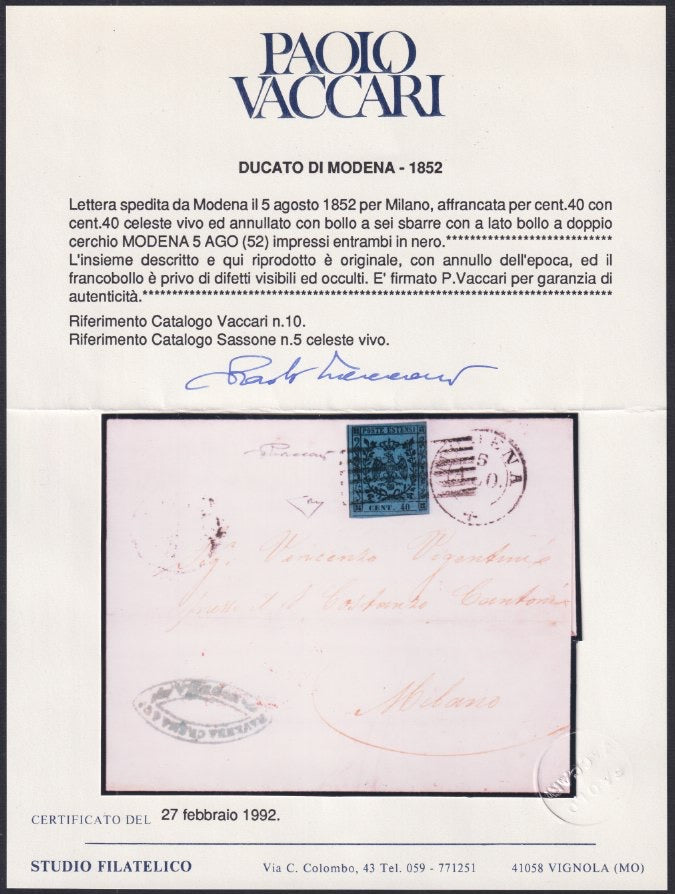 PAOLO
VACCARI
DUCATO DI MODENA - 1852
Lettera spedita da Modena il 5 agosto 1852 per Milano, affrancata per cent.40 con
cent.40 celeste vivo ed annullato con bollo a sei sbarre con a lato bollo a doppio
cerchio MODENA 5 AGO (52) impressi entrambi in nero.****************************
L'insieme descritto e qui riprodotto è originale, con annullo dell'epoca, ed il
francobollo è privo di difetti visibili ed occulti. E' firmato P.Vaccari per garanzia di
autenticità.********************************************************************************
Riferimento Catalogo Vaccari n.10.
Riferimento Catalogo Sassone n.5 celeste vivo.
POSTE ESTENSI
CENT. 40
ENA
Vincenzo Vigentini
Costanzo Cantoni
Milano
CERTIFICATO DEL 27 febbraio 1992.
STUDIO FILATELICO Via C. Colombo, 43 Tel. 059 - 771251 41058 VIGNOLA (MO)